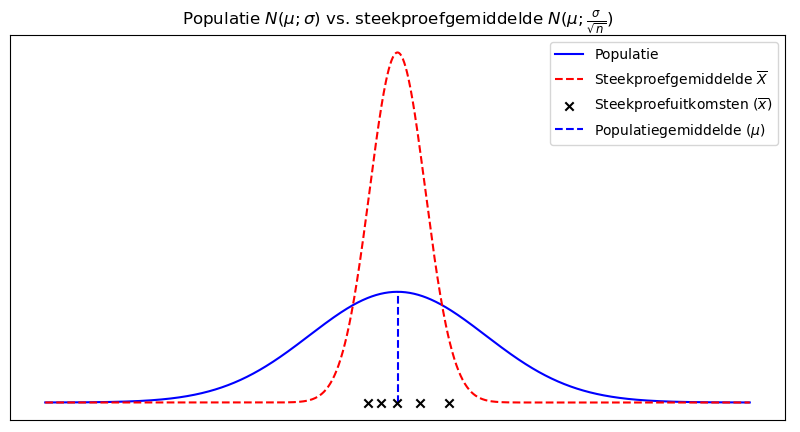 Populatie N(μ; σ) vs. steekproefgemiddelde N(μ; σ/√n)
Populatie
Steekproefgemiddelde X̅
Steekproefuitkomsten (x̅)
Populatiegemiddelde (μ)